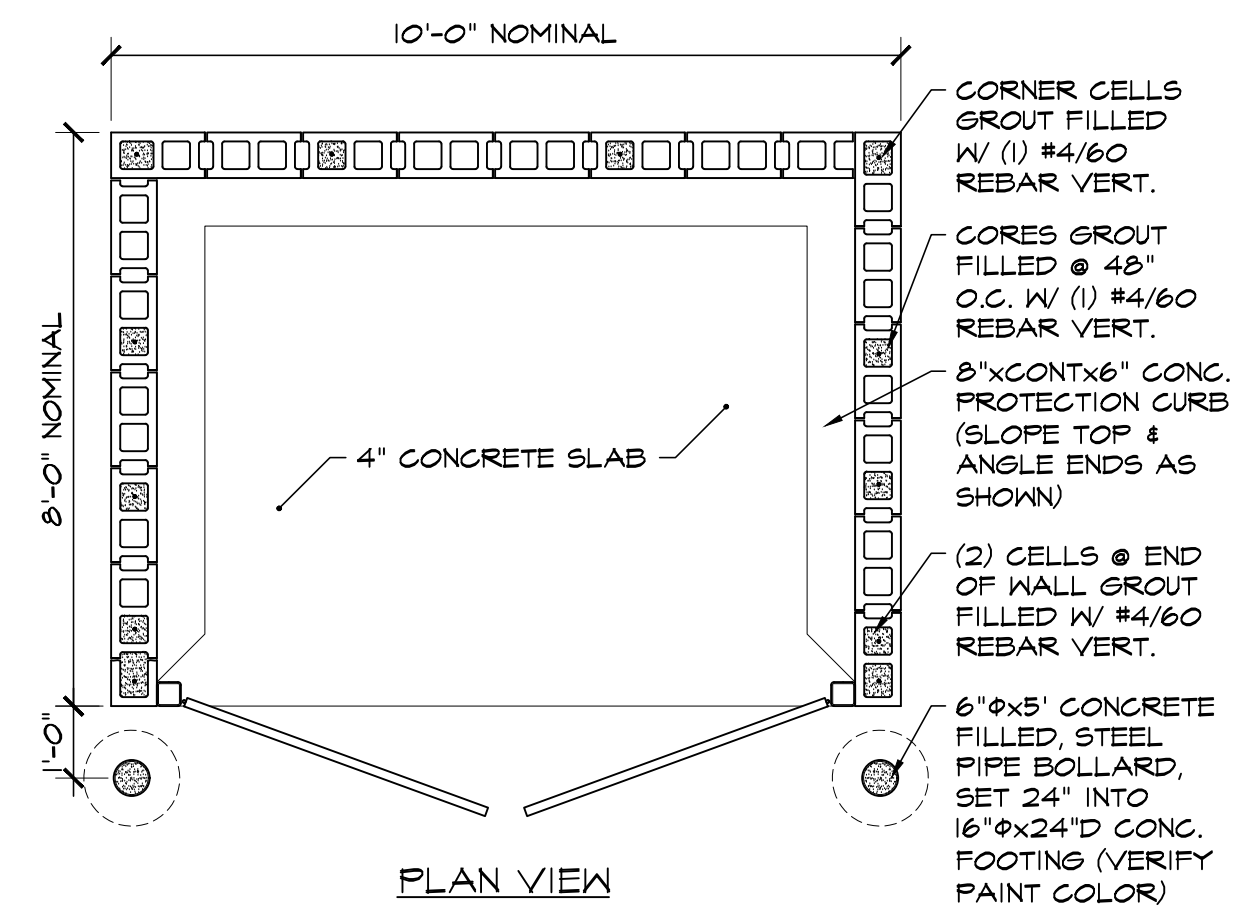 10'-0" NOMINAL
8'-0" NOMINAL
1'-0"
4" CONCRETE SLAB
CORNER CELLS
GROUT FILLED
W/ (1) #4/60
REBAR VERT.
CORES GROUT
FILLED @ 48"
O.C. W/ (1) #4/60
REBAR VERT.
8"xCONTx6" CONC.
PROTECTION CURB
(SLOPE TOP &
ANGLE ENDS AS
SHOWN)
(2) CELLS @ END
OF WALL GROUT
FILLED W/ #4/60
REBAR VERT.
6"Φx5' CONCRETE
FILLED, STEEL
PIPE BOLLARD,
SET 24" INTO
16"Φx24"D CONC.
FOOTING (VERIFY
PAINT COLOR)
PLAN VIEW